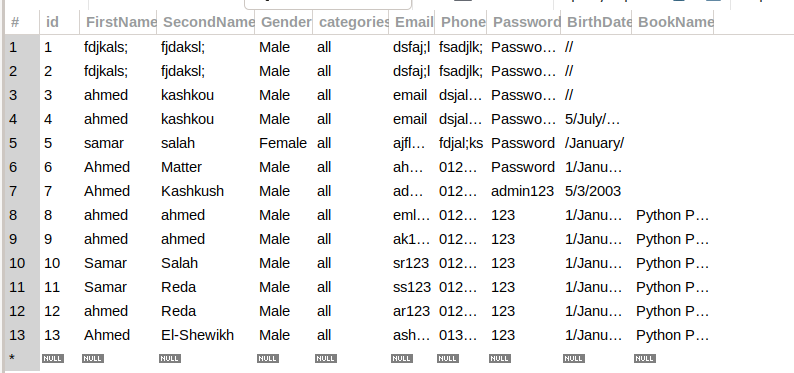 # id FirstName SecondName Gender categories Email Phone Password BirthDate BookName
1 1 fdjkals; fjdaksl; Male all dsfaj;l fsadjlk; Passwo... //
2 2 fdjkals; fjdaksl; Male all dsfaj;l fsadjlk; Passwo... //
3 3 ahmed kashkou Male all email dsjal... Passwo... //
4 4 ahmed kashkou Male all email dsjal... Passwo... 5/July/...
5 5 samar salah Female all ajfl... fdjal;ks Password /January/
6 6 Ahmed Matter Male all ah... 012... Password 1/Janu...
7 7 Ahmed Kashkush Male all ad... 012... admin123 5/3/2003
8 8 ahmed ahmed Male all eml... 012... 123 1/Janu... Python P...
9 9 ahmed ahmed Male all ak1... 012... 123 1/Janu... Python P...
10 10 Samar Salah Male all sr123 012... 123 1/Janu... Python P...
11 11 Samar Reda Male all ss123 012... 123 1/Janu... Python P...
12 12 ahmed Reda Male all ar123 012... 123 1/Janu... Python P...
13 13 Ahmed El-Shewikh Male all ash... 013... 123 1/Janu... Python P...
* NULL NULL NULL NULL NULL NULL NULL NULL NULL NULL